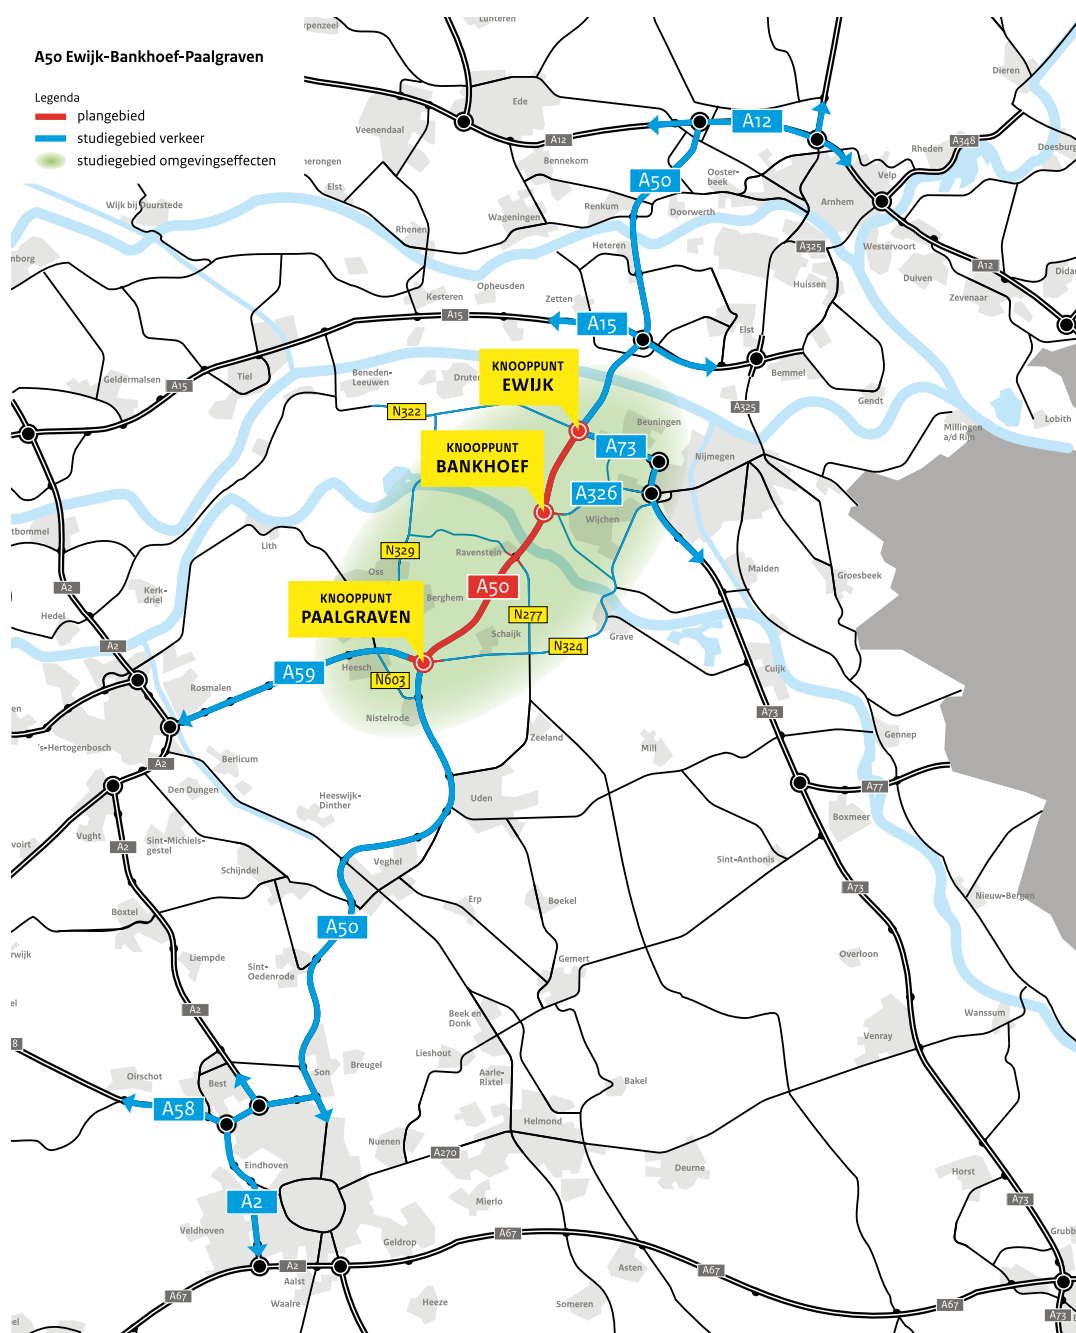 A50 Ewijk-Bankhoef-Paalgraven
Legenda
plangebied
studiegebied verkeer
studiegebied omgevingseffecten
Lunteren
Ede
Veenendaal
A12
Bennekom
A12
Dieren
A348
Doesburg
Rheden
Velp
Elst
Wijk bij Duurstede
Rhenen
Wageningen
Renkum
A50
Ooster-
beek
Doorwerth
Arnhem
Heteren
A325
Westervoort
A12
Duiven
Zevenaar
Huissen
Opheusden
Kesteren
Zetten
A15
A15
Elst
KNOOPPUNT
EWIJK
Bemmel
Geldermalsen
A15
Tiel
Beneden-
Leeuwen
A325
Gendt
Lobith
Millingen
a/d Rijn
N322
Beuningen
A73
Nijmegen
KNOOPPUNT
BANKHOEF
A326
Wijchen
Lith
N329
Ravenstein
Oss
Malden
Groesbeek
A2
Kerk-
driel
Hedel
A2
KNOOPPUNT
PAALGRAVEN
A50
Berghem
N277
Schaijk
N324
Grave
Heesch
A59
N603
Rosmalen
Cuijk
A73
Nistelrode
's-Hertogenbosch
A2
Berlicum
Zeeland
Mill
Gennep
Den Dungen
Heeswijk-
Dinther
Uden
A77
Boxmeer
Vught
A2
Sint-Michiels-
gestel
Schijndel
Veghel
Sint-Anthonis
A73
Nieuw-Bergen
Boxtel
Erp
Boekel
A50
Liempde
Sint-
Oedenrode
Gemert
Overloon
A2
Beek en
Donk
Wanssum
Venray
Lieshout
Breugel
Son
Best
Oirschot
Aarle-
Rixtel
Bakel
A58
Helmond
Nuenen
A270
Eindhoven
Deurne
Horst
A2
Mierlo
A73
Veldhoven
Geldrop
A67
A2
Aalst
Asten
A67
A67
Waalre
Heeze
Someren
A67
A73